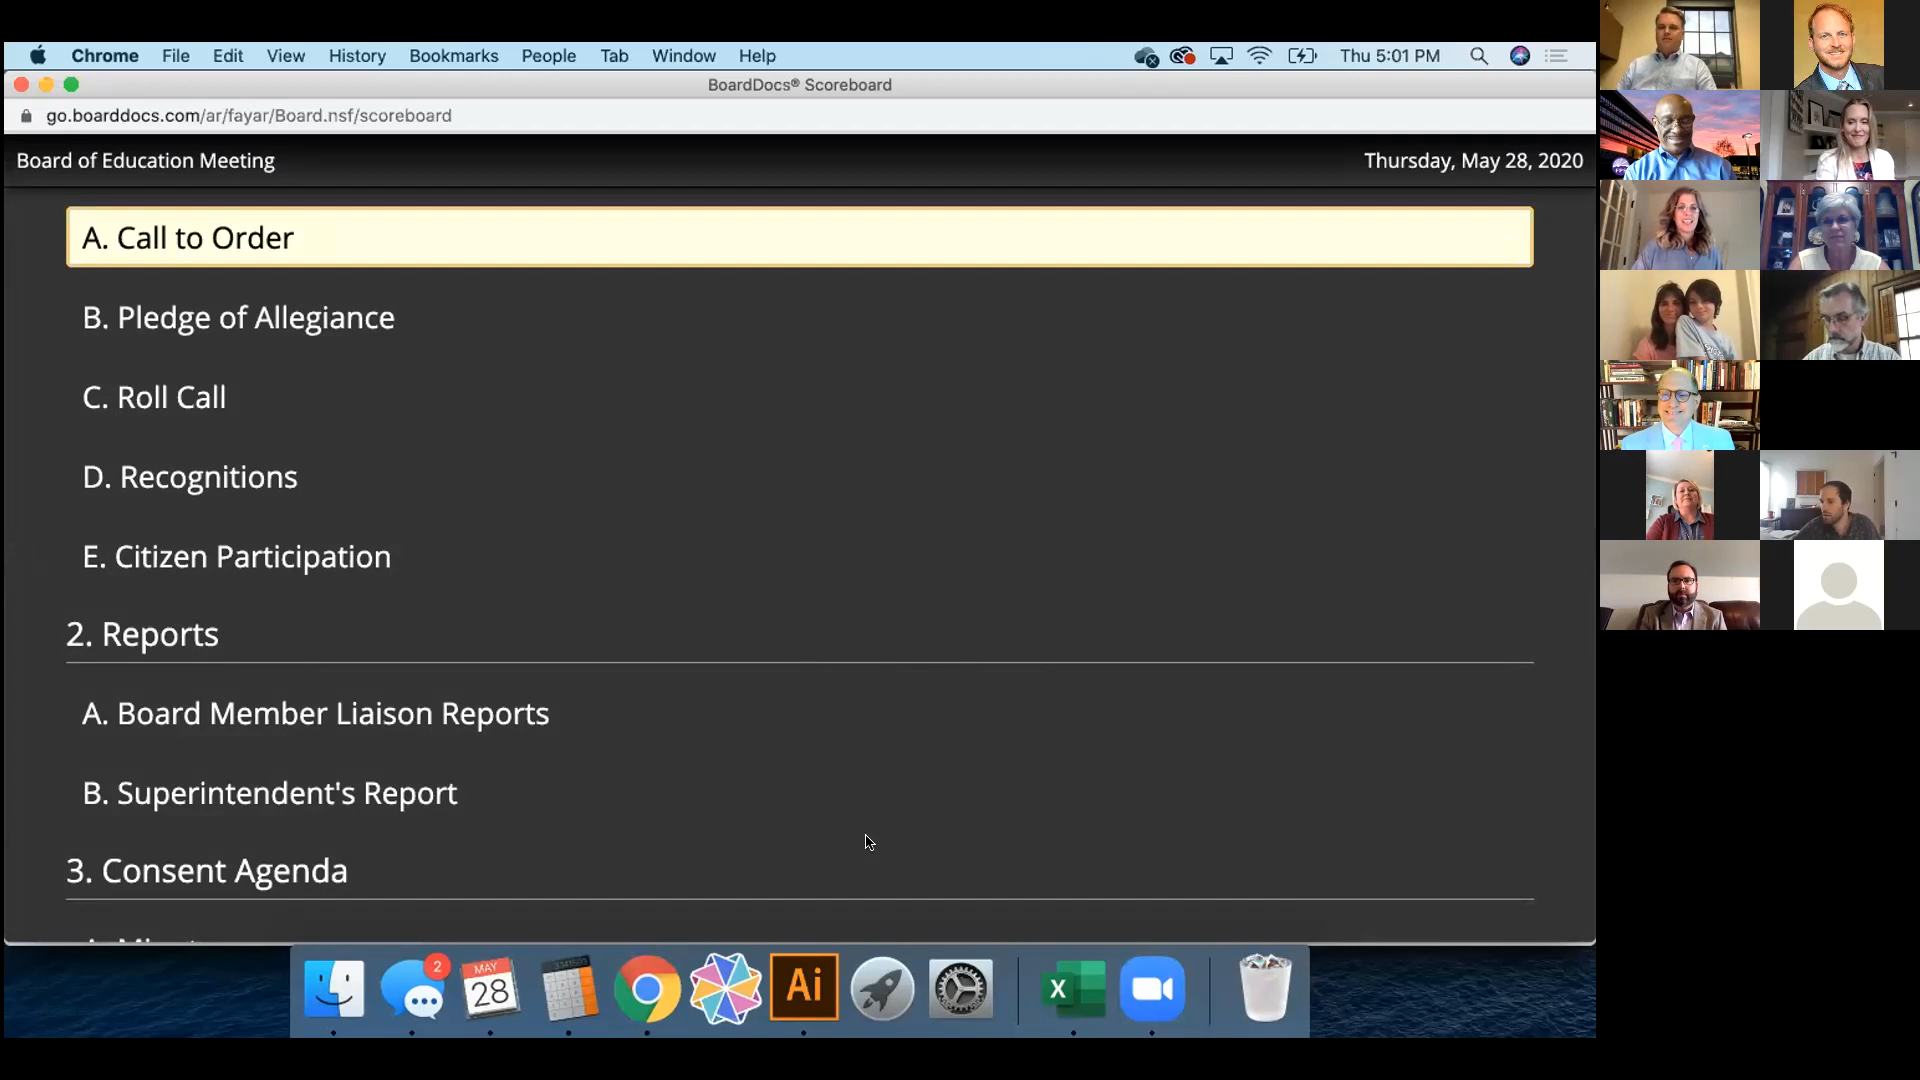 Chrome File Edit View History Bookmarks People Tab Window Help Thu 5:01 PM
BoardDocs® Scoreboard
go.boarddocs.com/ar/fayar/Board.nsf/scoreboard
Board of Education Meeting Thursday, May 28, 2020
A. Call to Order
B. Pledge of Allegiance
C. Roll Call
D. Recognitions
E. Citizen Participation
2. Reports
A. Board Member Liaison Reports
B. Superintendent's Report
3. Consent Agenda
2
MAY
28
Ai
X